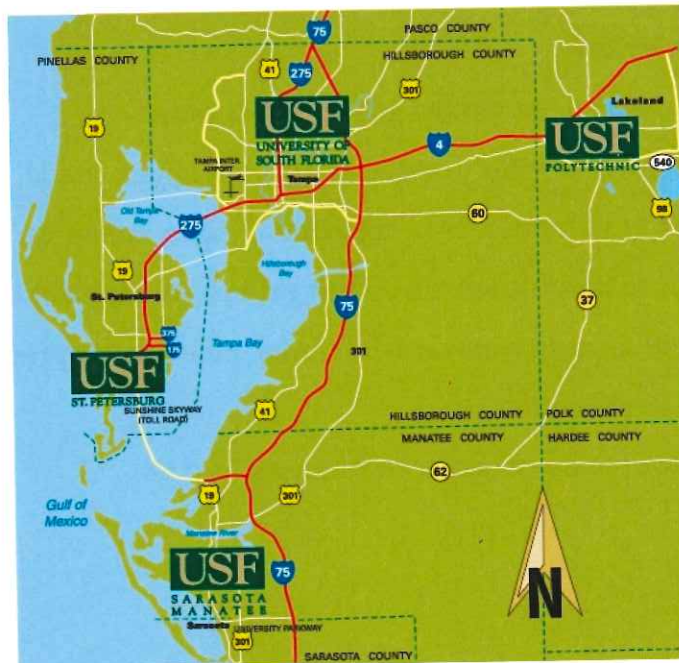 75
PASCO COUNTY
PINELLAS COUNTY
HILLSBOROUGH COUNTY
41
275
301
19
USF
UNIVERSITY OF
SOUTH FLORIDA
4
Lakeland
USF
POLYTECHNIC
540
TAMPA INTER
AIRPORT
Tampa
98
Old Tampa
Bay
275
60
19
Hillsborough
Bay
St. Petersburg
75
37
375
175
Tampa Bay
301
USF
ST. PETERSBURG
SUNSHINE SKYWAY
(TOLL ROAD)
41
HILLSBOROUGH COUNTY
POLK COUNTY
MANATEE COUNTY
HARDEE COUNTY
62
19
301
Gulf of
Mexico
Manatee River
N
USF
SARASOTA
MANATEE
75
Sarasota
UNIVERSITY PARKWAY
301
SARASOTA COUNTY